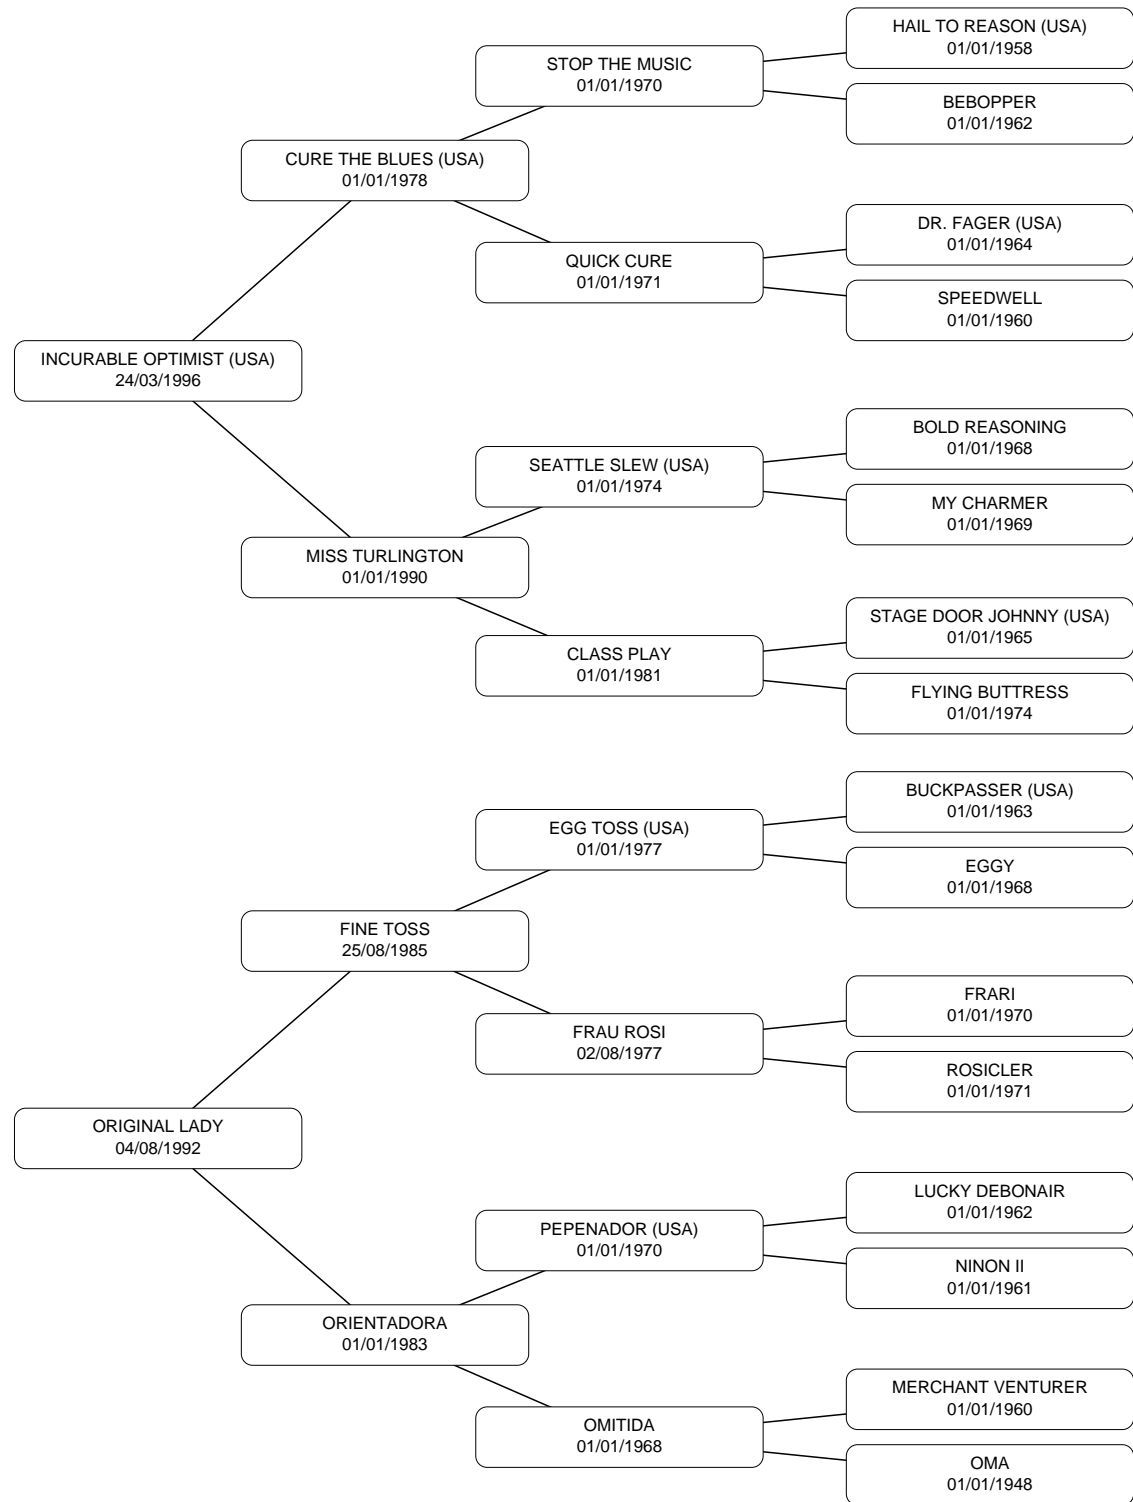 HAIL TO REASON (USA)
01/01/1958
STOP THE MUSIC
01/01/1970
BEBOPPER
01/01/1962
CURE THE BLUES (USA)
01/01/1978
DR. FAGER (USA)
01/01/1964
QUICK CURE
01/01/1971
SPEEDWELL
01/01/1960
INCURABLE OPTIMIST (USA)
24/03/1996
BOLD REASONING
01/01/1968
SEATTLE SLEW (USA)
01/01/1974
MY CHARMER
01/01/1969
MISS TURLINGTON
01/01/1990
STAGE DOOR JOHNNY (USA)
01/01/1965
CLASS PLAY
01/01/1981
FLYING BUTTRESS
01/01/1974
BUCKPASSER (USA)
01/01/1963
EGG TOSS (USA)
01/01/1977
EGGY
01/01/1968
FINE TOSS
25/08/1985
FRARI
01/01/1970
FRAU ROSI
02/08/1977
ROSICLER
01/01/1971
ORIGINAL LADY
04/08/1992
LUCKY DEBONAIR
01/01/1962
PEPENADOR (USA)
01/01/1970
NINON II
01/01/1961
ORIENTADORA
01/01/1983
MERCHANT VENTURER
01/01/1960
OMITIDA
01/01/1968
OMA
01/01/1948